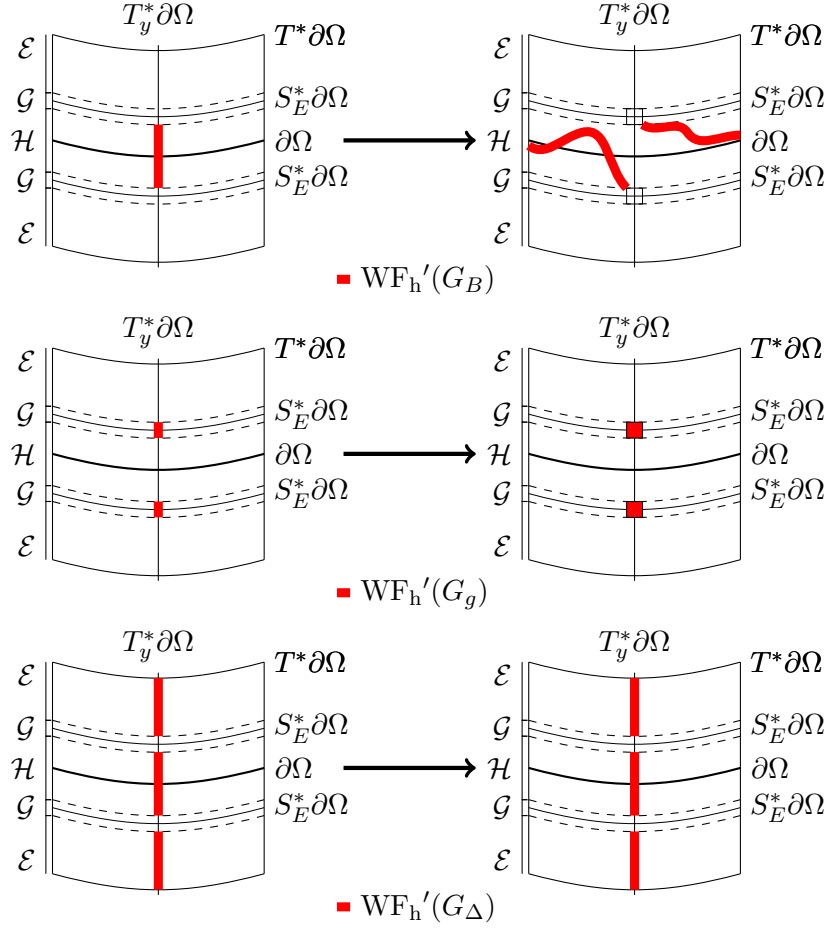 T*_y∂Ω T*_y∂Ω
ℰ T*∂Ω ℰ T*∂Ω
𝒢 S*_E∂Ω 𝒢 S*_E∂Ω
ℋ ∂Ω ℋ ∂Ω
𝒢 S*_E∂Ω 𝒢 S*_E∂Ω
ℰ ℰ
WF_h′(G_B)
T*_y∂Ω T*_y∂Ω
ℰ T*∂Ω ℰ T*∂Ω
𝒢 S*_E∂Ω 𝒢 S*_E∂Ω
ℋ ∂Ω ℋ ∂Ω
𝒢 S*_E∂Ω 𝒢 S*_E∂Ω
ℰ ℰ
WF_h′(G_g)
T*_y∂Ω T*_y∂Ω
ℰ T*∂Ω ℰ T*∂Ω
𝒢 S*_E∂Ω 𝒢 S*_E∂Ω
ℋ ∂Ω ℋ ∂Ω
𝒢 S*_E∂Ω 𝒢 S*_E∂Ω
ℰ ℰ
WF_h′(G_Δ)